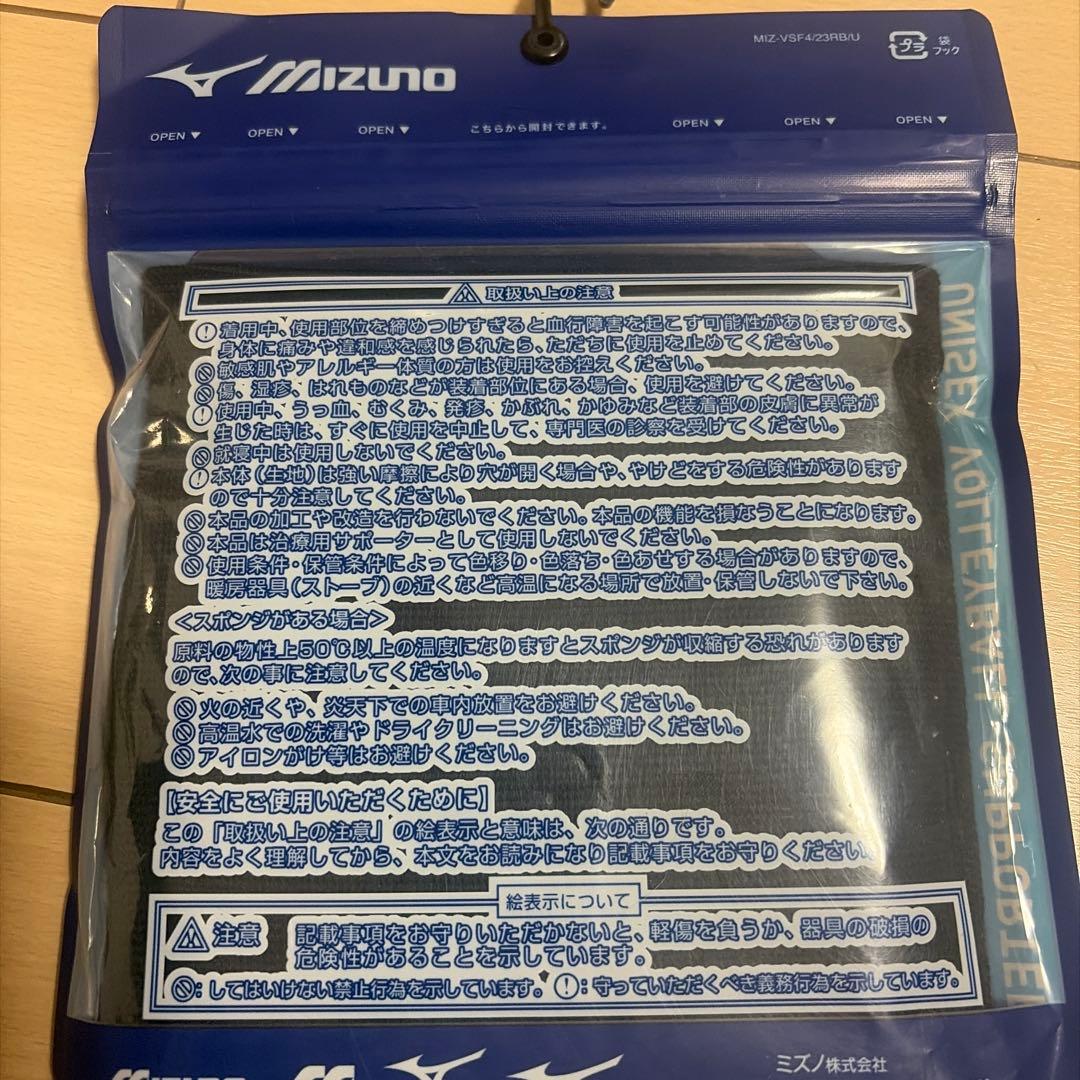 MIZ-VSF4/23RB/U
プラ 袋 フック
MIZUNO
OPEN▼ OPEN▼ OPEN▼ こちらから開封できます。 OPEN▼ OPEN▼ OPEN▼
取扱い上の注意
着用中、使用部位を締めつけすぎると血行障害を起こす可能性がありますので、
身体に痛みや違和感を感じられたら、ただちに使用を止めてください。
敏感肌やアレルギー体質の方は使用をお控えください。
傷、湿疹、はれものなどが装着部位にある場合、使用を避けてください。
使用中、うっ血、むくみ、発疹、かぶれ、かゆみなど装着部の皮膚に異常が
生じた時は、すぐに使用を中止して、専門医の診察を受けてください。
就寝中は使用しないでください。
本体（生地）は強い摩擦により穴が開く場合や、やけどをする危険性があります
ので十分注意してください。
本品の加工や改造を行わないでください。本品の機能を損なうことになります。
本品は治療用サポーターとして使用しないでください。
使用条件・保管条件によって色移り・色落ち・色あせする場合がありますので、
暖房器具（ストーブ）の近くなど高温になる場所で放置・保管しないで下さい。
<スポンジがある場合>
原料の物性上50℃以上の温度になりますとスポンジが収縮する恐れがあります
ので、次の事に注意してください。
火の近くや、炎天下での車内放置をお避けください。
高温水での洗濯やドライクリーニングはお避けください。
アイロンがけ等はお避けください。
【安全にご使用いただくために】
この「取扱い上の注意」の絵表示と意味は、次の通りです。
内容をよく理解してから、本文をお読みになり記載事項をお守りください。
絵表示について
注意
記載事項をお守りいただかないと、軽傷を負うか、器具の破損の
危険性があることを示しています。
：してはいけない禁止行為を示しています。 ：守っていただくべき義務行為を示しています。
UNISEX VOLLEYBALL SUPPORTER
ミズノ株式会社
MIZUNO